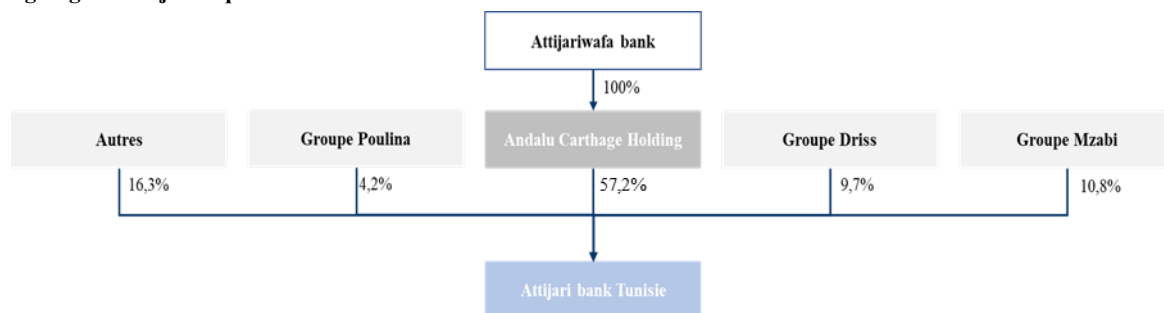 Attijariwafa bank
100%
Autres
Groupe Poulina
Andalu Carthage Holding
Groupe Driss
Groupe Mzabi
16,3%
4,2%
57,2%
9,7%
10,8%
Attijari bank Tunisie